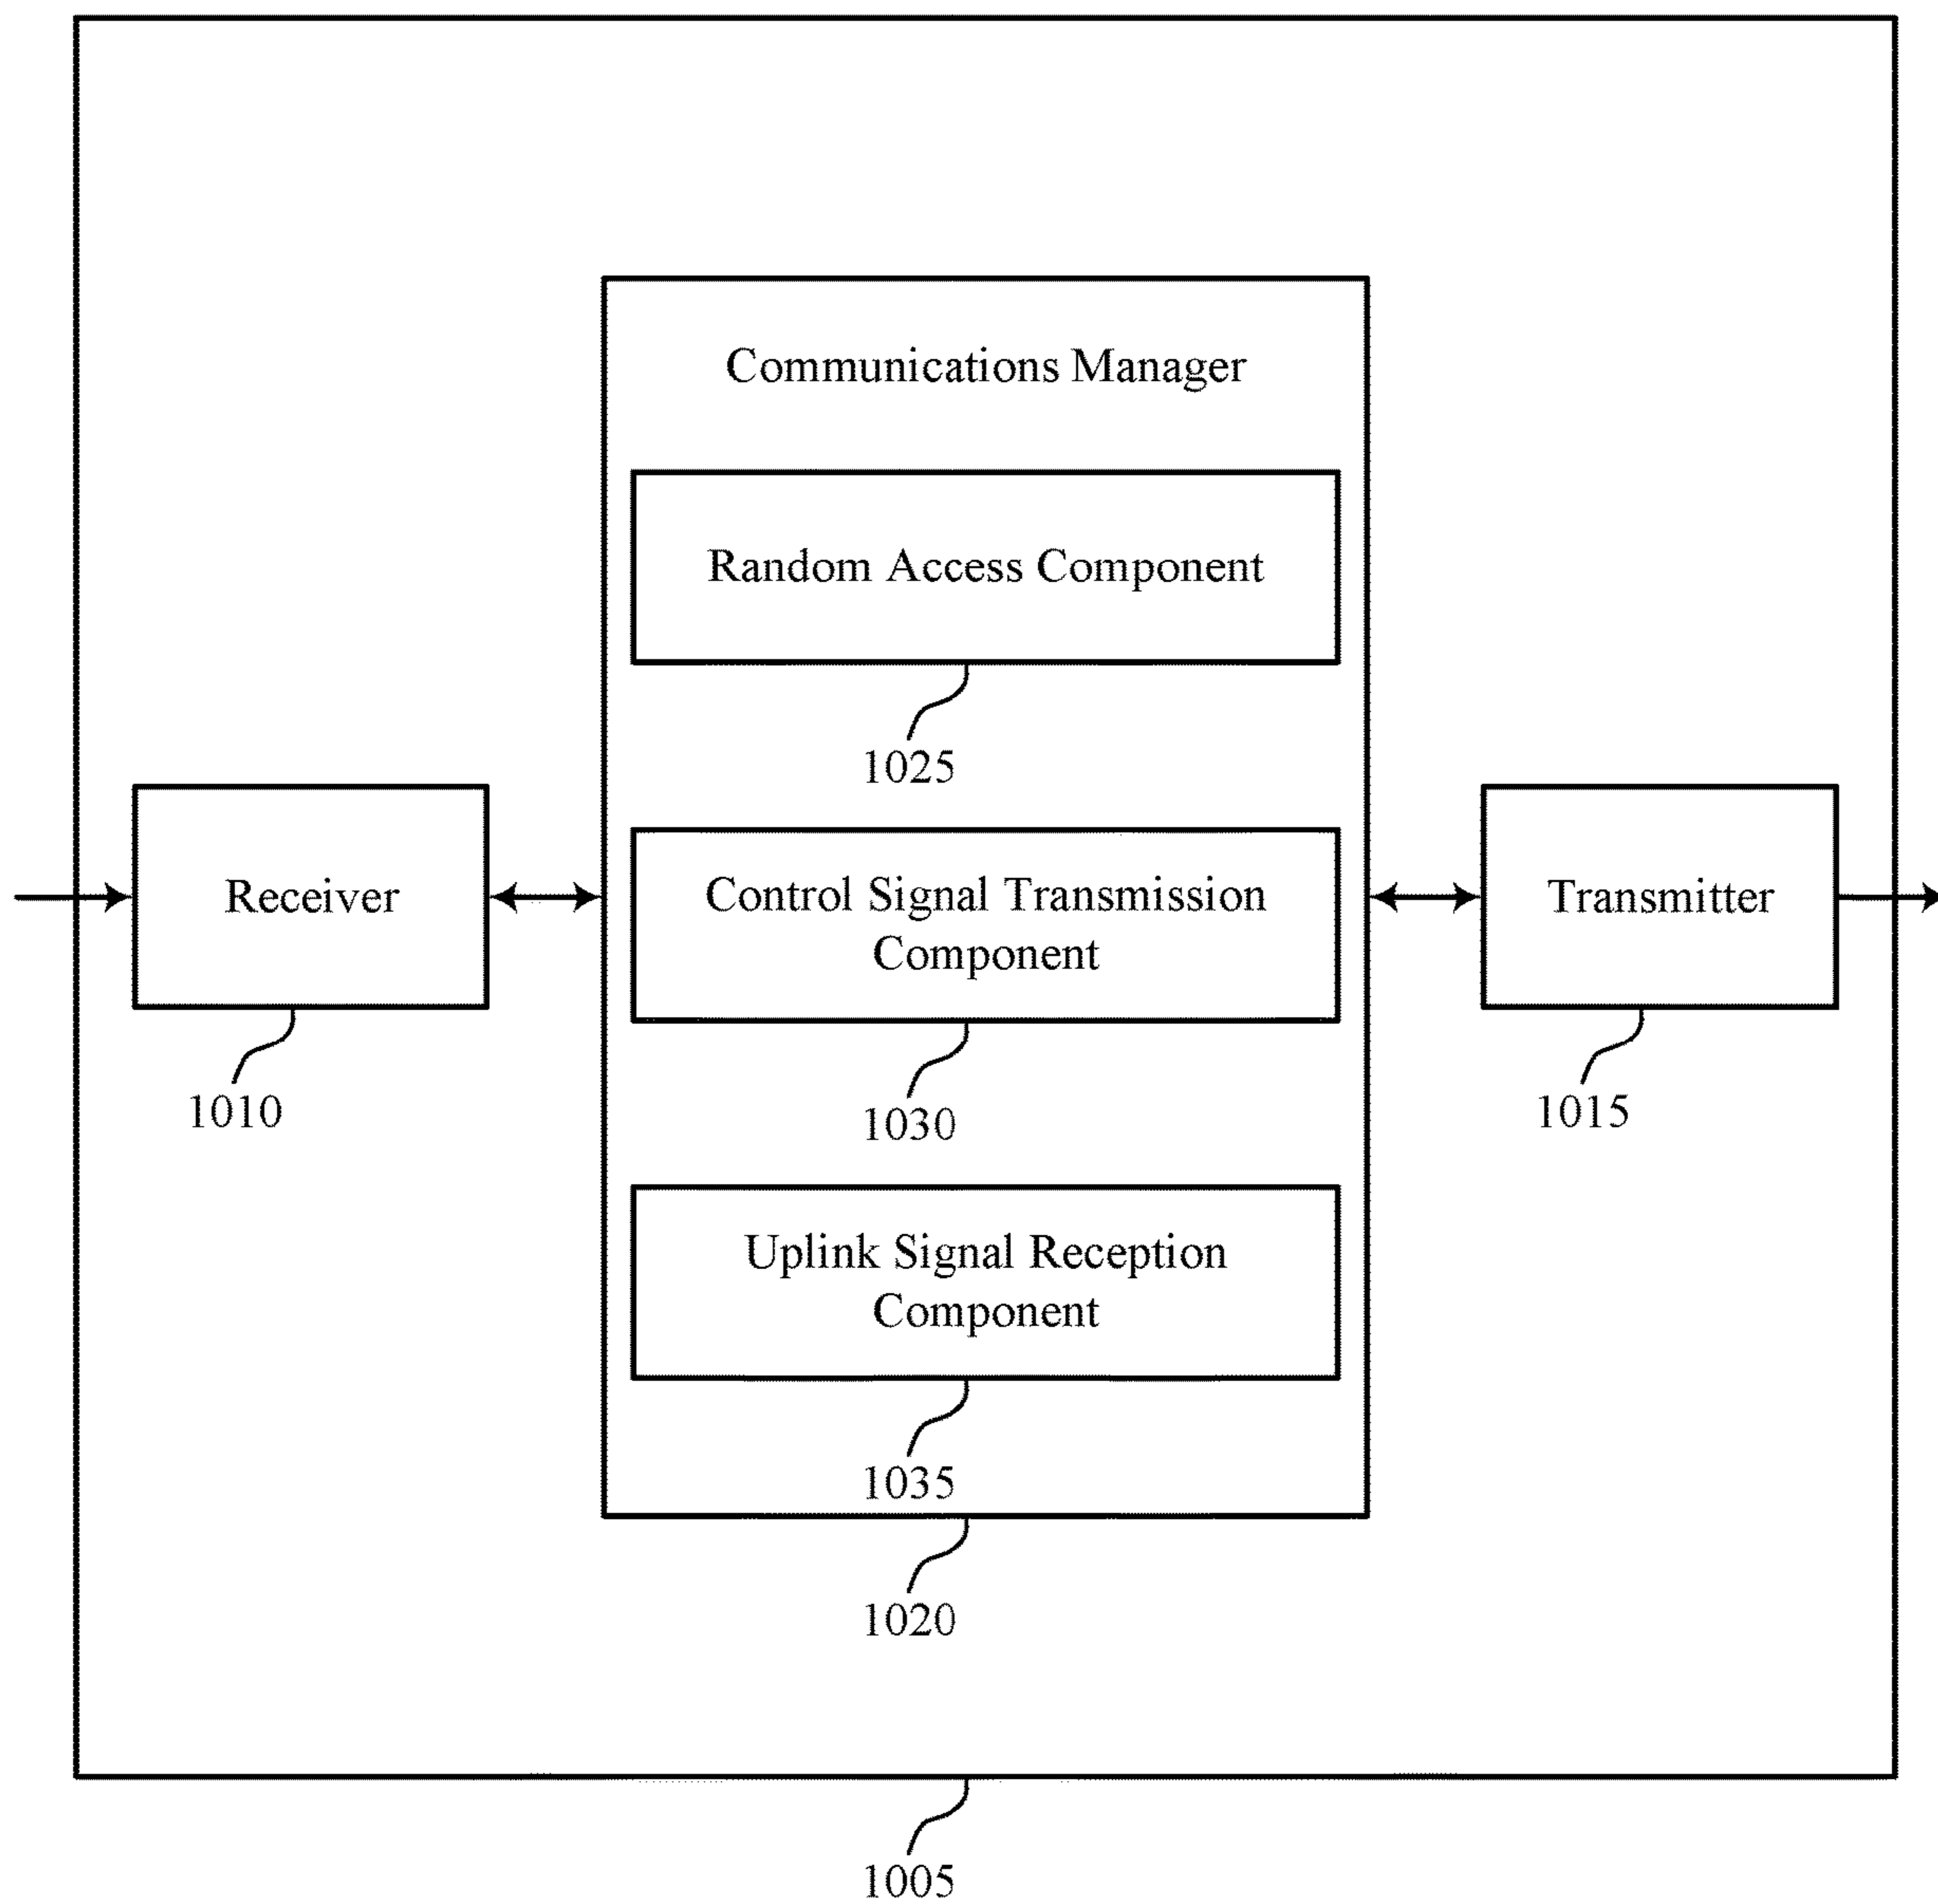 Communications Manager
Random Access Component
1025
Receiver
1010
Control Signal Transmission
Component
1030
Transmitter
1015
Uplink Signal Reception
Component
1035
1020
1005